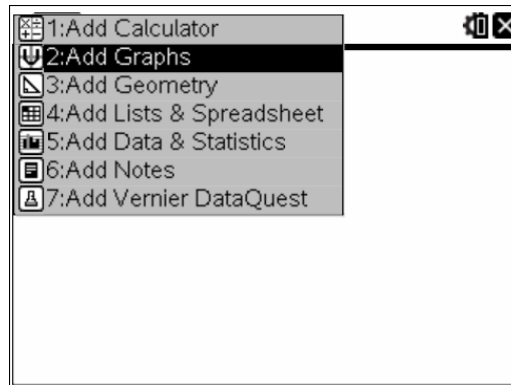 1:Add Calculator
2:Add Graphs
3:Add Geometry
4:Add Lists & Spreadsheet
5:Add Data & Statistics
6:Add Notes
7:Add Vernier DataQuest